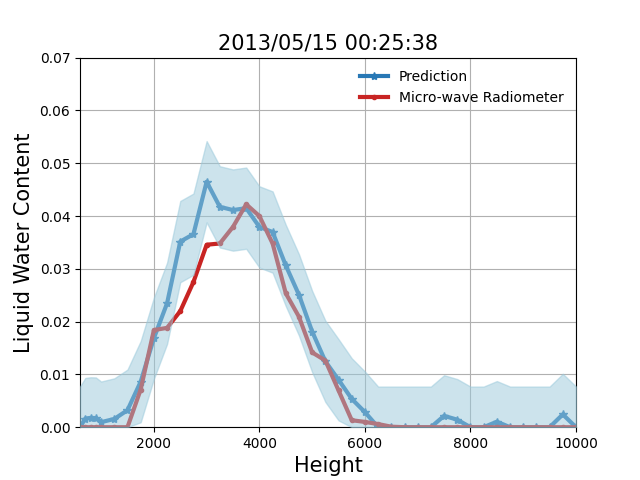 2013/05/15 00:25:38
0.07
0.06
0.05
0.04
0.03
0.02
0.01
0.00
Liquid Water Content
Prediction
Micro-wave Radiometer
2000 4000 6000 8000 10000
Height